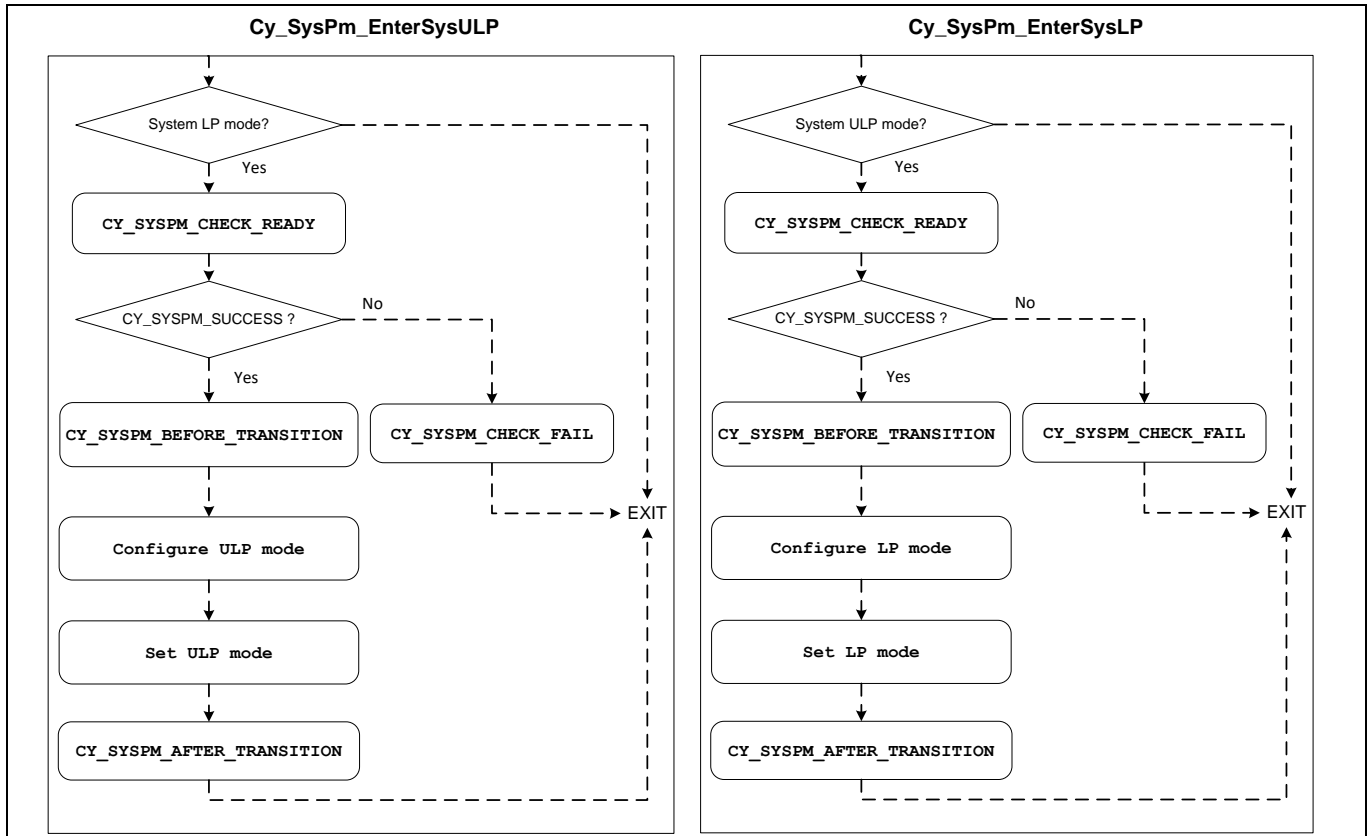 Cy_SysPm_EnterSysULP
System LP mode?
Yes
CY_SYSPM_CHECK_READY
CY_SYSPM_SUCCESS ?
No
Yes
CY_SYSPM_BEFORE_TRANSITION
CY_SYSPM_CHECK_FAIL
EXIT
Configure ULP mode
Set ULP mode
CY_SYSPM_AFTER_TRANSITION
Cy_SysPm_EnterSysLP
System ULP mode?
Yes
CY_SYSPM_CHECK_READY
CY_SYSPM_SUCCESS ?
No
Yes
CY_SYSPM_BEFORE_TRANSITION
CY_SYSPM_CHECK_FAIL
EXIT
Configure LP mode
Set LP mode
CY_SYSPM_AFTER_TRANSITION